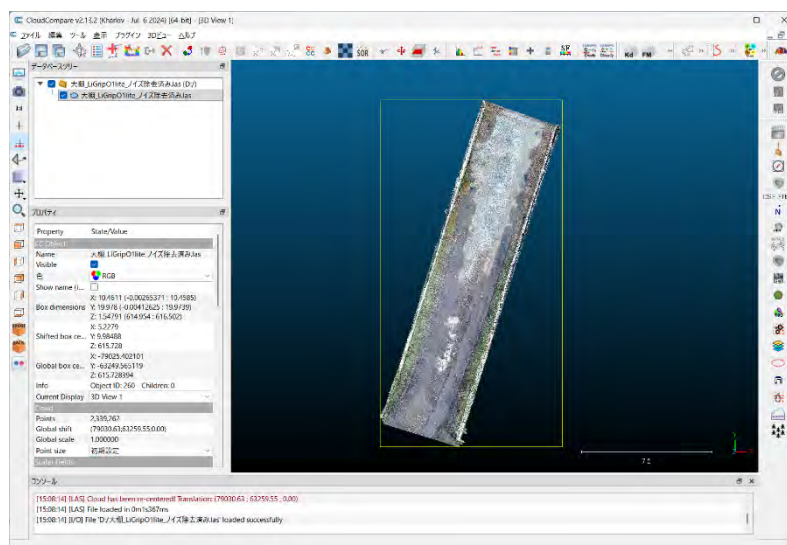 CloudCompare v2.13.2 (Kharkiv - Jul 6 2024) [64-bit] - [3D View 1]
ファイル 編集 ツール 表示 プラグイン 3Dビュー ヘルプ
SOR
SF
Kd
FM
データベースツリー
大棚_LiGripO1lite_ノイズ除去済み.las (D:/)
大棚_LiGripO1lite_ノイズ除去済み.las
プロパティ
Property State/Value
CC Object
Name 大棚_LiGripO1lite_ノイズ除去済み.las
Visible
色 RGB
Show name (i...
X: 10.4611 (-0.00265371 : 10.4585)
Box dimensions Y: 19.978 (-0.00412625 : 19.9739)
Z: 1.54791 (614.954 : 616.502)
X: 5.2279
Shifted box ce... Y: 9.98488
Z: 615.728
X: -79025.402101
Global box ce... Y: -63249.565119
Z: 615.728394
Info Object ID: 260 - Children: 0
Current Display 3D View 1
Cloud
Points 2,339,262
Global shift (79030.63;63259.55;0.00)
Global scale 1.000000
Point size 初期設定
Scalar Fields
コンソール
[15:08:14] [LAS] Cloud has been re-centered! Translation: (79030.63 ; 63259.55 ; 0.00)
[15:08:14] [LAS] File loaded in 0m1s387ms
[15:08:14] [I/O] File 'D:/大棚_LiGripO1lite_ノイズ除去済み.las' loaded successfully